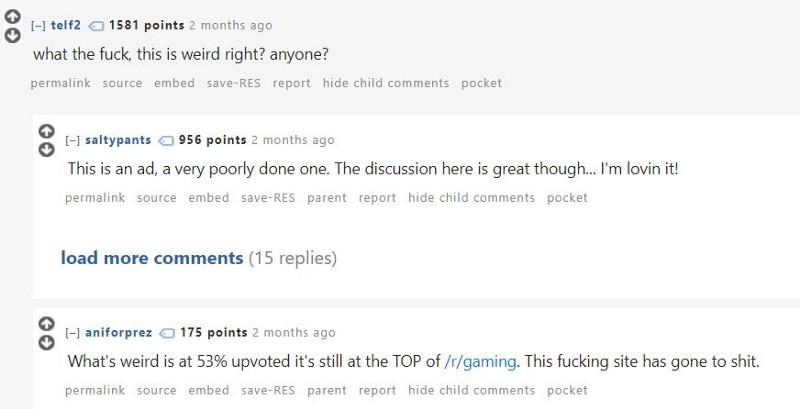 [–] telf2 1581 points 2 months ago
what the fuck, this is weird right? anyone?
permalink source embed save-RES report hide child comments pocket
[–] saltypants 956 points 2 months ago
This is an ad, a very poorly done one. The discussion here is great though... I'm lovin it!
permalink source embed save-RES parent report hide child comments pocket
load more comments (15 replies)
[–] aniforprez 175 points 2 months ago
What's weird is at 53% upvoted it's still at the TOP of /r/gaming. This fucking site has gone to shit.
permalink source embed save-RES parent report hide child comments pocket